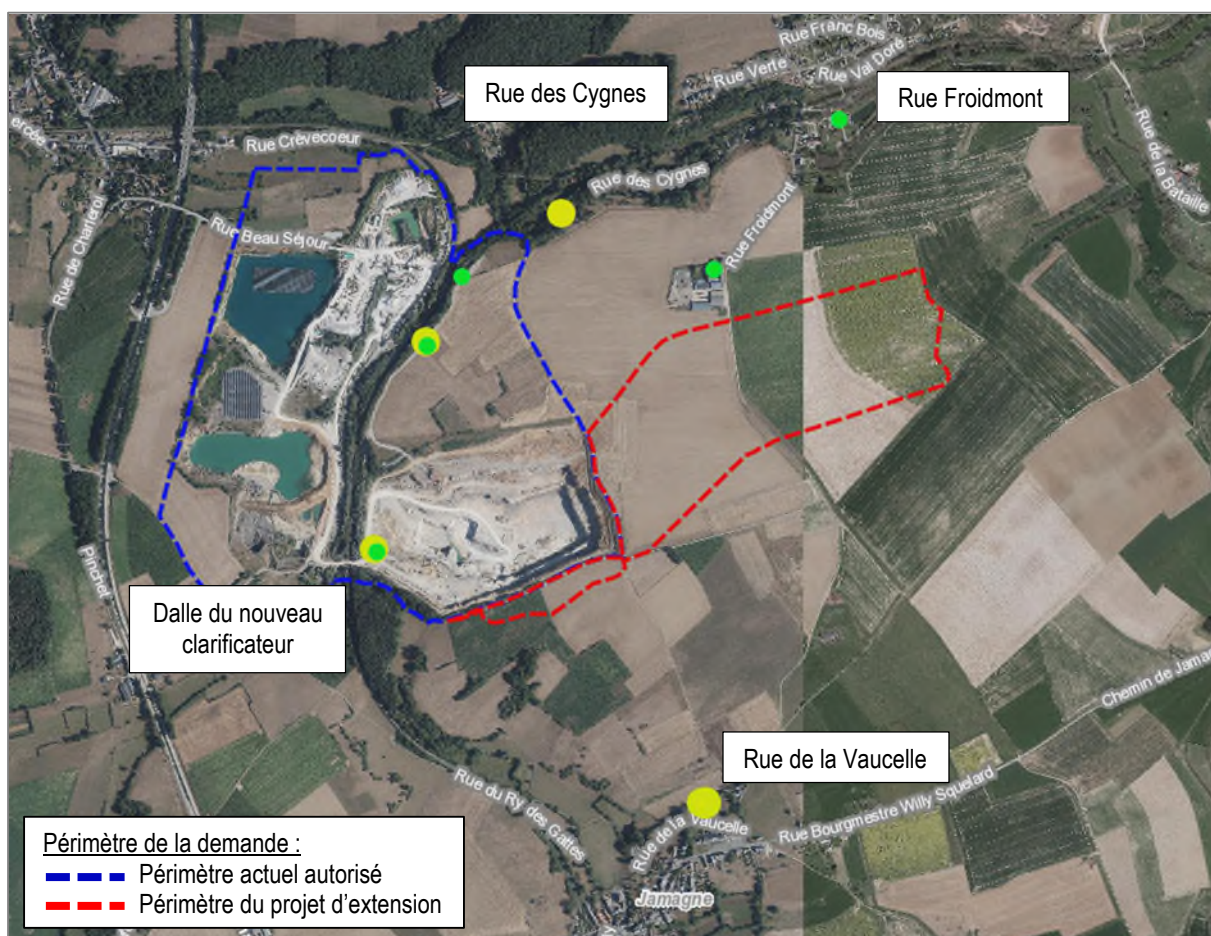 Rue Franc Bois
Rue Verte
Rue Val Doré
Rue des Cygnes
Rue Froidmont
ercée
Rue Crèvecoeur
Rue de la Bataille
Rue des Cygnes
Rue de Charleroi
Rue Beau Séjour
Rue Froidmont
Pinchet
Dalle du nouveau
clarificateur
Chemin de Jamagn
Rue de la Vaucelle
Rue du Ry des Gattes
Rue de la Vaucelle
Rue Bourgmestre Willy Squelard
Jamagne
Périmètre de la demande :
Périmètre actuel autorisé
Périmètre du projet d'extension